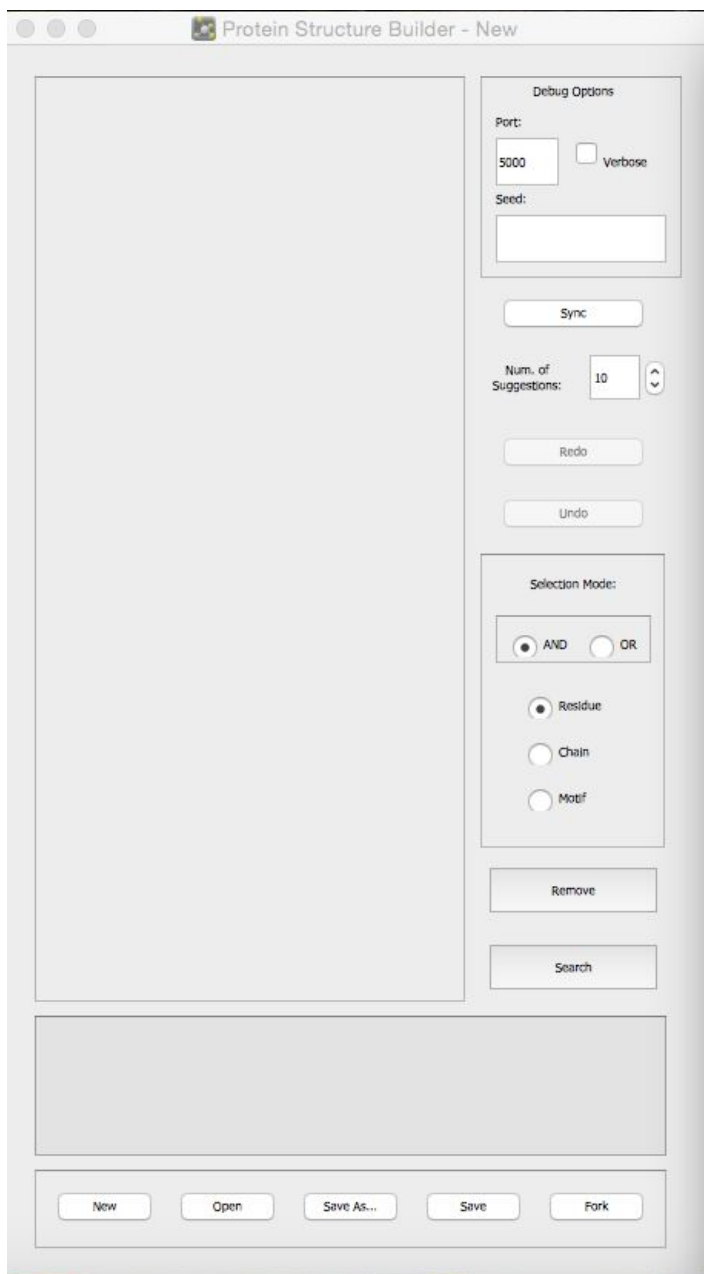 Protein Structure Builder - New
Debug Options
Port:
5000
Verbose
Seed:
Sync
Num. of
Suggestions:
10
Redo
Undo
Selection Mode:
AND OR
Residue
Chain
Motif
Remove
Search
New Open Save As... Save Fork